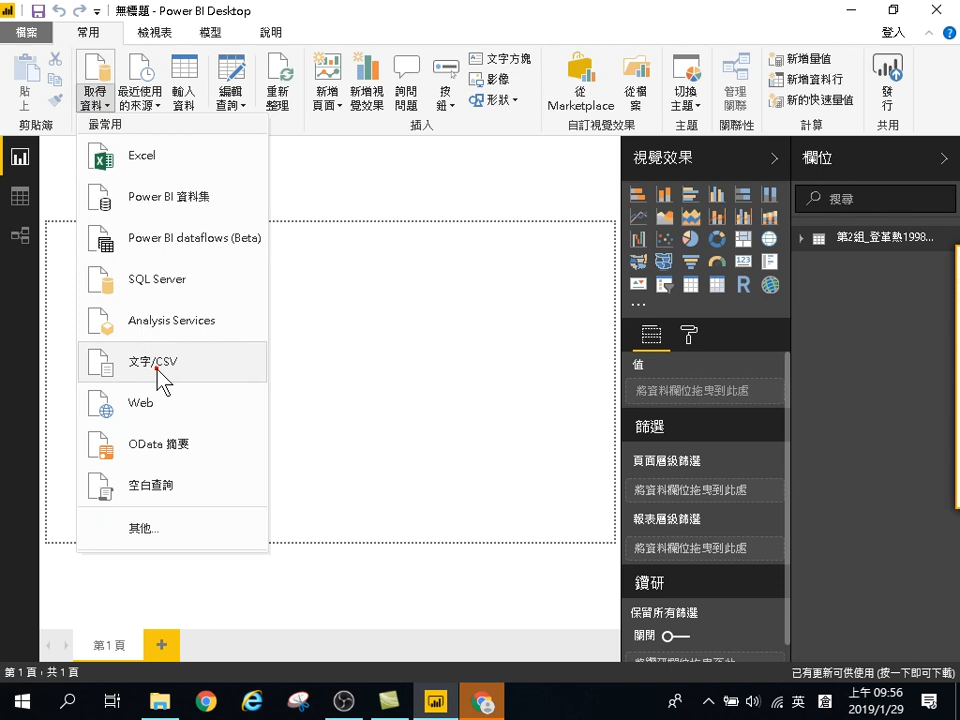 無標題 - Power BI Desktop
檔案
常用
檢視表
模型
說明
登入
貼上
取得資料
最近使用的來源
輸入資料
編輯查詢
重新整理
新增頁面
新增視覺效果
詢問問題
按鈕
文字方塊
影像
形狀
從 Marketplace
從檔案
切換主題
管理關聯
新增量值
新增資料行
新的快速量值
發行
剪貼簿
插入
自訂視覺效果
主題
關聯性
計算
共用
最常用
Excel
Power BI 資料集
Power BI dataflows (Beta)
SQL Server
Analysis Services
文字/CSV
Web
OData 摘要
空白查詢
其他...
視覺效果
R
123
值
將資料欄位拖曳到此處
篩選
頁面層級篩選
將資料欄位拖曳到此處
報表層級篩選
將資料欄位拖曳到此處
鑽研
保留所有篩選
關閉
欄位
搜尋
第2組_登革熱1998...
第 1 頁
第 1 頁，共 1 頁
已有更新可供使用 (按一下即可下載)
英
上午 09:56
2019/1/29